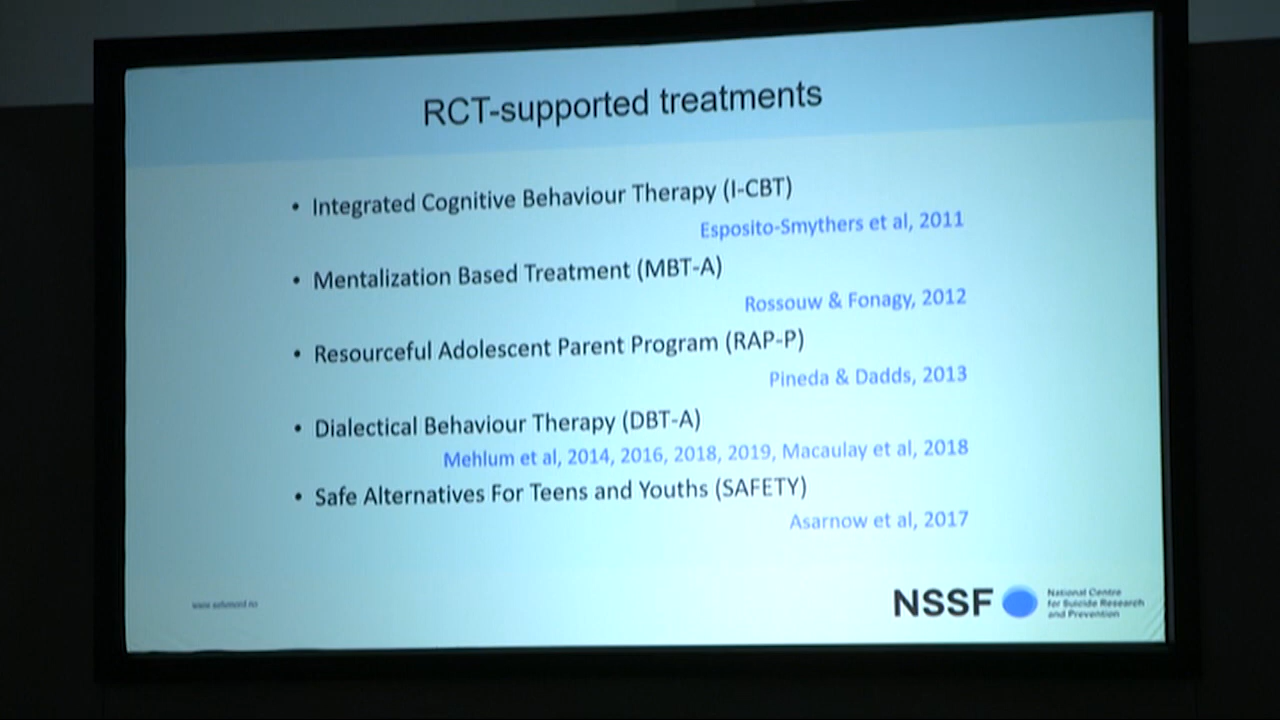 RCT-supported treatments
• Integrated Cognitive Behaviour Therapy (I-CBT)
Esposito-Smythers et al, 2011
• Mentalization Based Treatment (MBT-A)
Rossouw & Fonagy, 2012
• Resourceful Adolescent Parent Program (RAP-P)
Pineda & Dadds, 2013
• Dialectical Behaviour Therapy (DBT-A)
Mehlum et al, 2014, 2016, 2018, 2019, Macaulay et al, 2018
• Safe Alternatives For Teens and Youths (SAFETY)
Asarnow et al, 2017
NSSF
National Centre
for Suicide Research
and Prevention